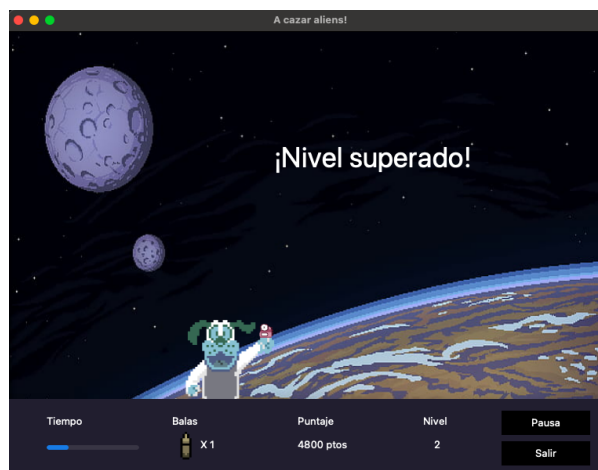 A cazar aliens!
¡Nivel superado!
Tiempo Balas Puntaje Nivel Pausa
X 1 4800 ptos 2
Salir